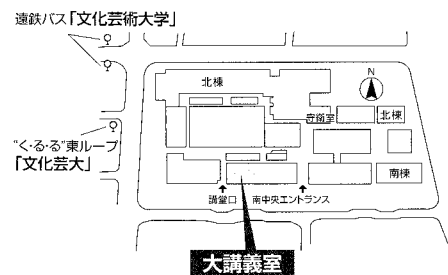 遠鉄バス「文化芸術大学」
北棟
N
守衛室
北棟
"く・る・る"東ループ
「文化芸大」
南棟
講堂口
南中央エントランス
大講義室